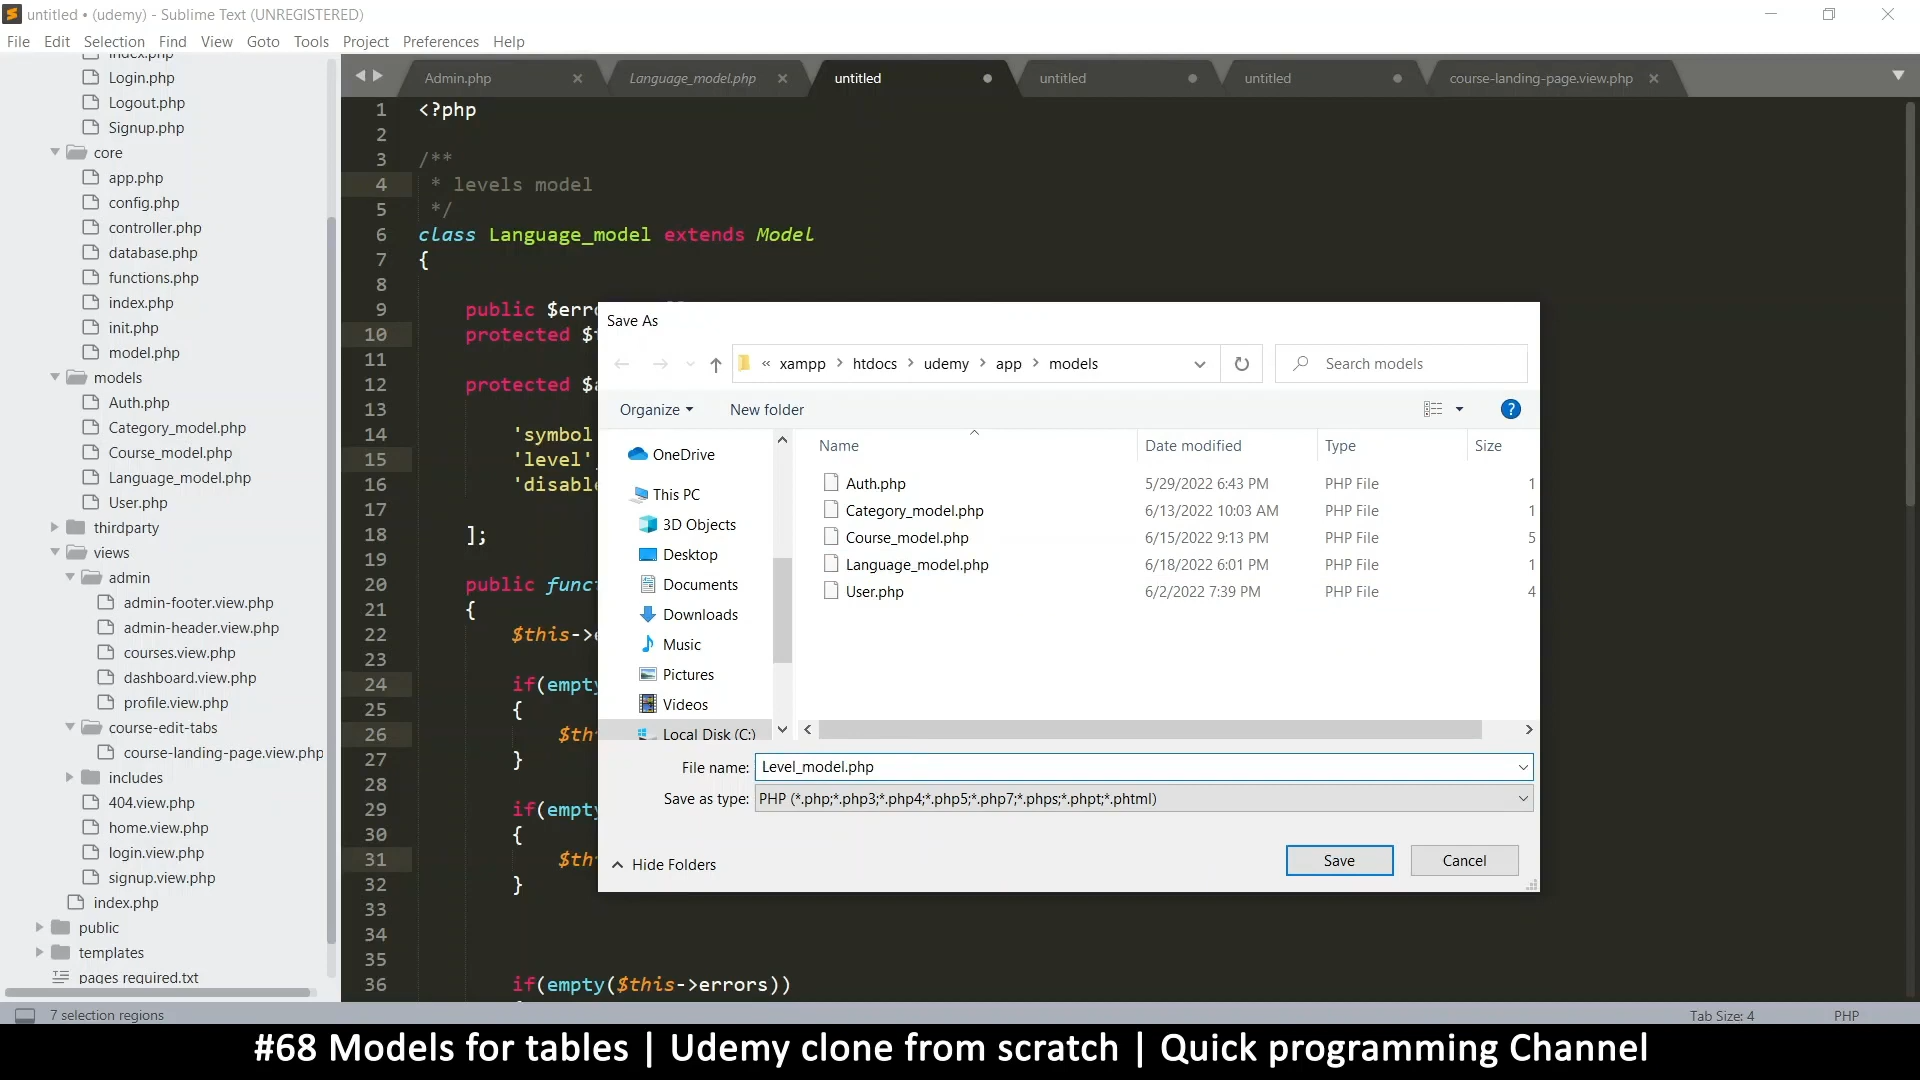 untitled • (udemy) - Sublime Text (UNREGISTERED)
File Edit Selection Find View Goto Tools Project Preferences Help
index.php
Login.php
Logout.php
Signup.php
core
app.php
config.php
controller.php
database.php
functions.php
index.php
init.php
model.php
models
Auth.php
Category_model.php
Course_model.php
Language_model.php
User.php
thirdparty
views
admin
admin-footer.view.php
admin-header.view.php
courses.view.php
dashboard.view.php
profile.view.php
course-edit-tabs
course-landing-page.view.php
includes
404.view.php
home.view.php
login.view.php
signup.view.php
index.php
public
templates
pages required.txt
Admin.php Language_model.php untitled untitled untitled course-landing-page.view.php
1 <?php
2
3 /**
4 * levels model
5 */
6 class Language_model extends Model
7 {
8
9 public $erro
10 protected $
11
12 protected $a
13
14 'symbol
15 'level'
16 'disable
17
18 ];
19
20 public func
21 {
22 $this->e
23
24 if(empty
25 {
26 $th
27 }
28
29 if(empty
30 {
31 $th
32 }
33
34
35
36 if(empty($this->errors))
Save As
« xampp > htdocs > udemy > app > models
Search models
Organize New folder ?
OneDrive
This PC
3D Objects
Desktop
Documents
Downloads
Music
Pictures
Videos
Local Disk (C:)
Name Date modified Type Size
Auth.php 5/29/2022 6:43 PM PHP File 1
Category_model.php 6/13/2022 10:03 AM PHP File 1
Course_model.php 6/15/2022 9:13 PM PHP File 5
Language_model.php 6/18/2022 6:01 PM PHP File 1
User.php 6/2/2022 7:39 PM PHP File 4
File name: Level_model.php
Save as type: PHP (*.php;*.php3;*.php4;*.php5;*.php7;*.phps;*.phpt;*.phtml)
Hide Folders Save Cancel
7 selection regions Tab Size: 4 PHP
#68 Models for tables | Udemy clone from scratch | Quick programming Channel